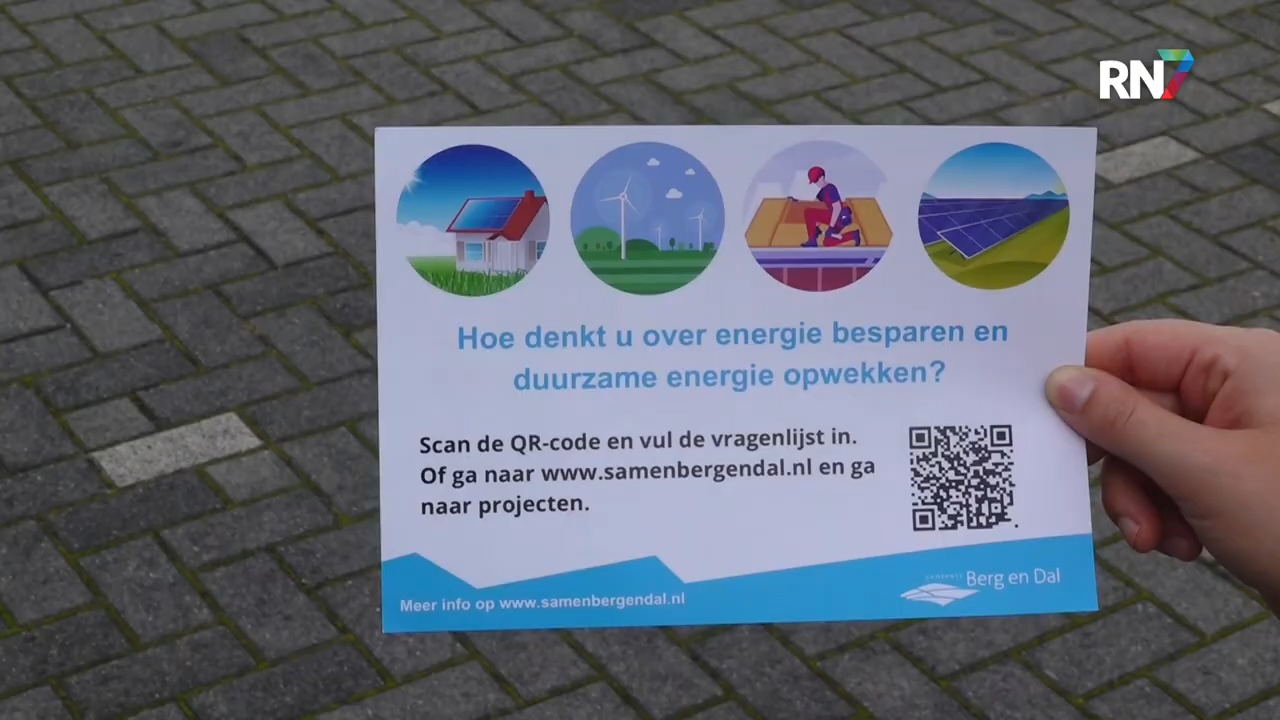 RN7
Hoe denkt u over energie besparen en
duurzame energie opwekken?
Scan de QR-code en vul de vragenlijst in.
Of ga naar www.samenbergendal.nl en ga
naar projecten.
Meer info op www.samenbergendal.nl
GEMEENTE Berg en Dal